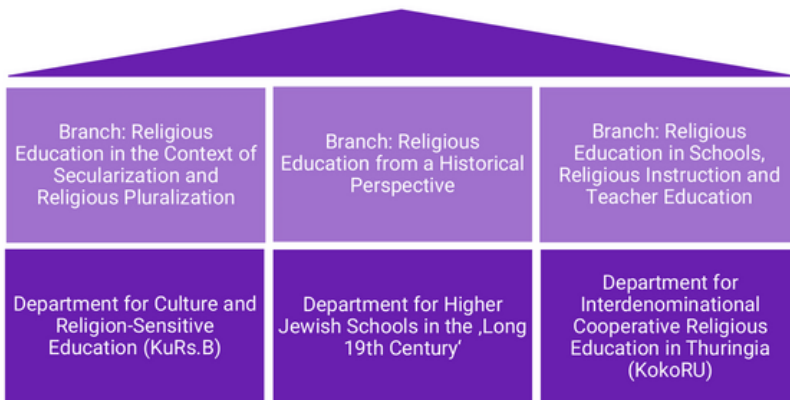 Branch: Religious
Education in the Context of
Secularization and
Religious Pluralization
Branch: Religious
Education from a Historical
Perspective
Branch: Religious
Education in Schools,
Religious Instruction and
Teacher Education
Department for Culture and
Religion-Sensitive
Education (KuRs.B)
Department for Higher
Jewish Schools in the ‚Long
19th Century‘
Department for
Interdenominational
Cooperative Religious
Education in Thuringia
(KokoRU)